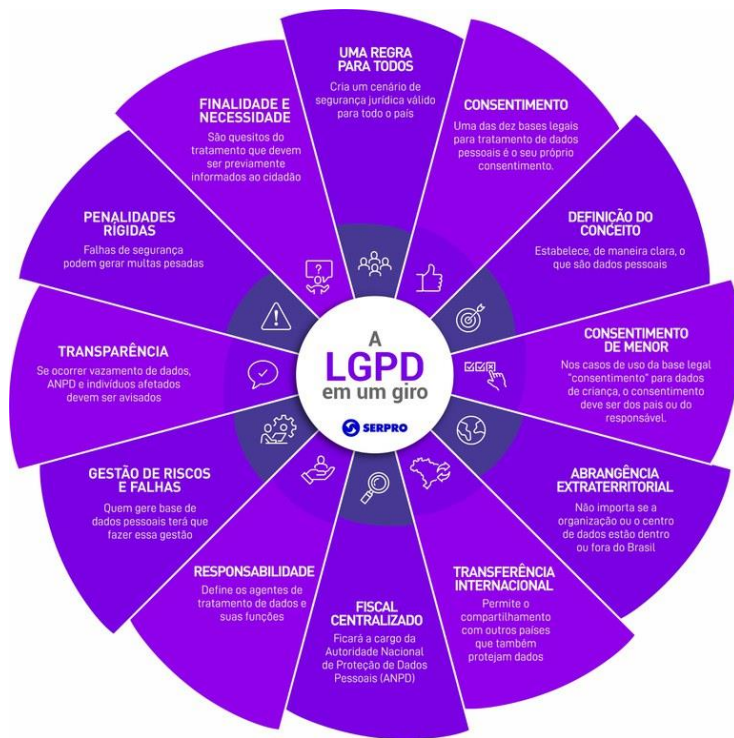 UMA REGRA
PARA TODOS
Cria um cenário de
segurança jurídica válido
para todo o país
CONSENTIMENTO
Uma das dez bases legais
para tratamento de dados
pessoais é o seu próprio
consentimento.
DEFINIÇÃO DO
CONCEITO
Estabelece, de maneira clara, o
que são dados pessoais
CONSENTIMENTO
DE MENOR
Nos casos de uso da base legal
"consentimento" para dados
de criança, o consentimento
deve ser dos pais ou do
responsável.
ABRANGÊNCIA
EXTRATERRITORIAL
Não importa se a
organização ou o centro
de dados estão dentro
ou fora do Brasil
TRANSFERÊNCIA
INTERNACIONAL
Permite o
compartilhamento
com outros países
que também
protejam dados
FISCAL
CENTRALIZADO
Ficará a cargo da
Autoridade Nacional
de Proteção de Dados
Pessoais (ANPD)
RESPONSABILIDADE
Define os agentes de
tratamento de dados e
suas funções
GESTÃO DE RISCOS
E FALHAS
Quem gere base de
dados pessoais terá que
fazer essa gestão
TRANSPARÊNCIA
Se ocorrer vazamento de dados,
ANPD e indivíduos afetados
devem ser avisados
PENALIDADES
RÍGIDAS
Falhas de segurança
podem gerar multas pesadas
FINALIDADE E
NECESSIDADE
São quesitos do
tratamento que devem
ser previamente
informados ao cidadão
?
A
LGPD
em um giro
SERPRO